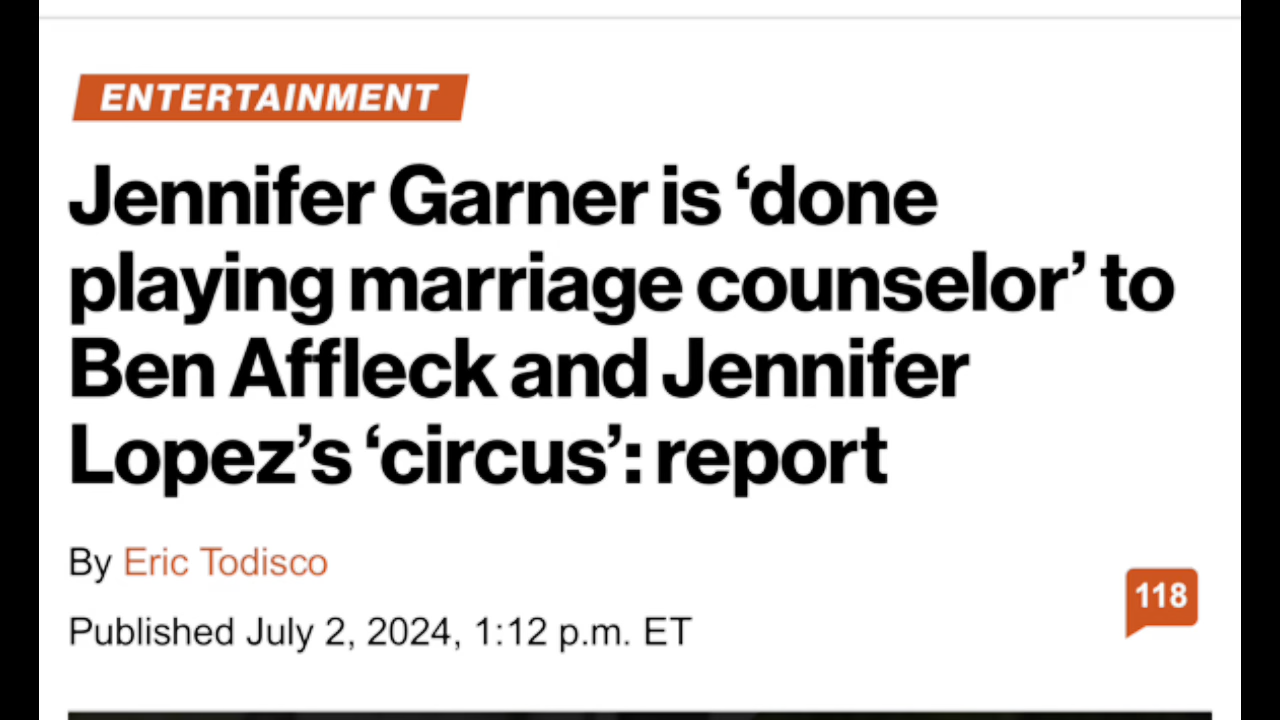 ENTERTAINMENT
Jennifer Garner is ‘done
playing marriage counselor’ to
Ben Affleck and Jennifer
Lopez’s ‘circus’: report
By Eric Todisco
118
Published July 2, 2024, 1:12 p.m. ET